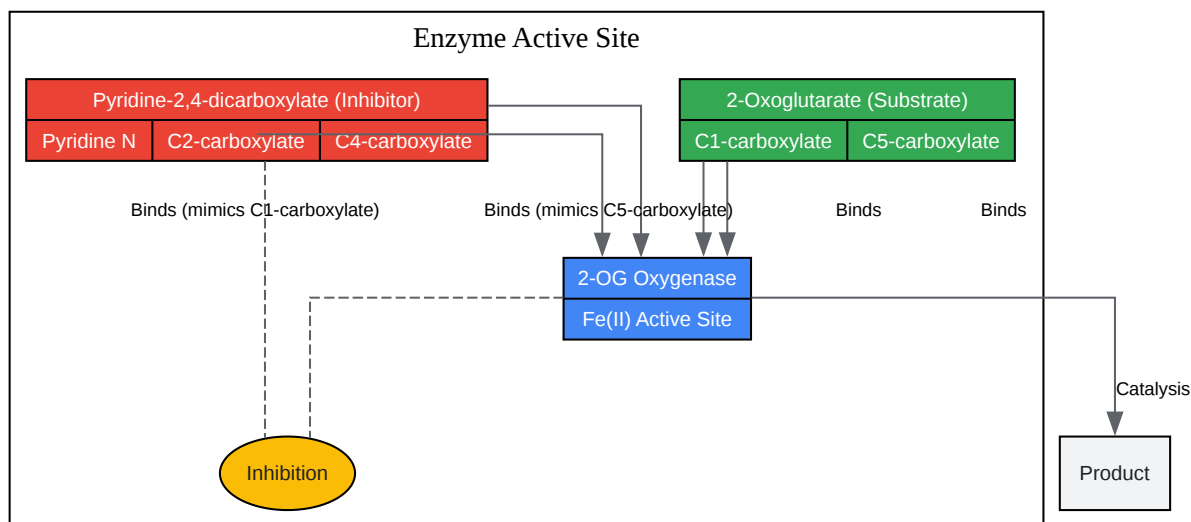 Enzyme Active Site
Pyridine-2,4-dicarboxylate (Inhibitor)
Pyridine N
C2-carboxylate
C4-carboxylate
2-Oxoglutarate (Substrate)
C1-carboxylate
C5-carboxylate
Binds (mimics C1-carboxylate)
Binds (mimics C5-carboxylate)
Binds
Binds
2-OG Oxygenase
Fe(II) Active Site
Catalysis
Inhibition
Product